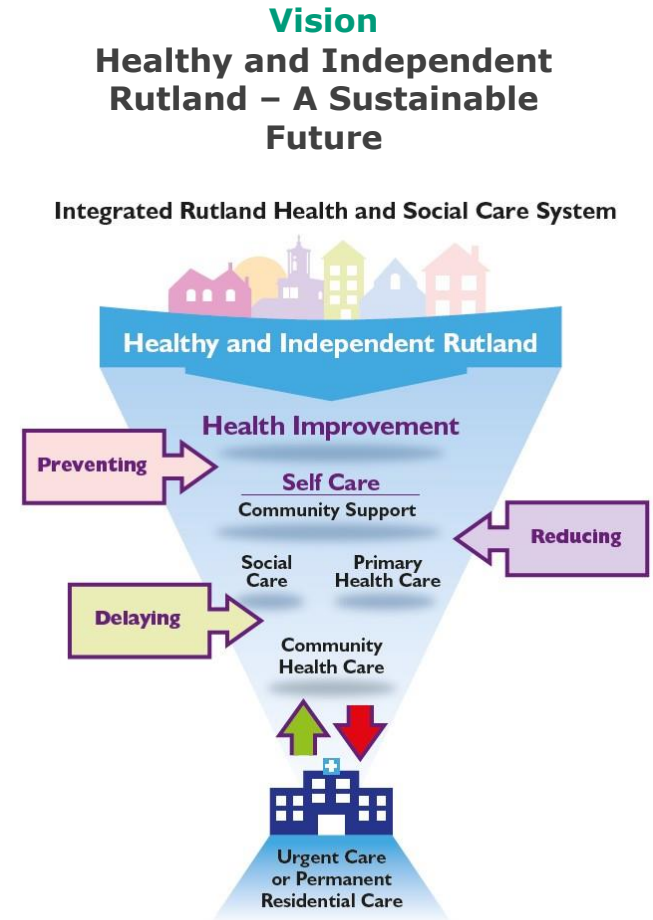 Vision
Healthy and Independent
Rutland – A Sustainable
Future
Integrated Rutland Health and Social Care System
Healthy and Independent Rutland
Health Improvement
Preventing
Self Care
Community Support
Reducing
Social
Care
Primary
Health Care
Delaying
Community
Health Care
Urgent Care
or Permanent
Residential Care